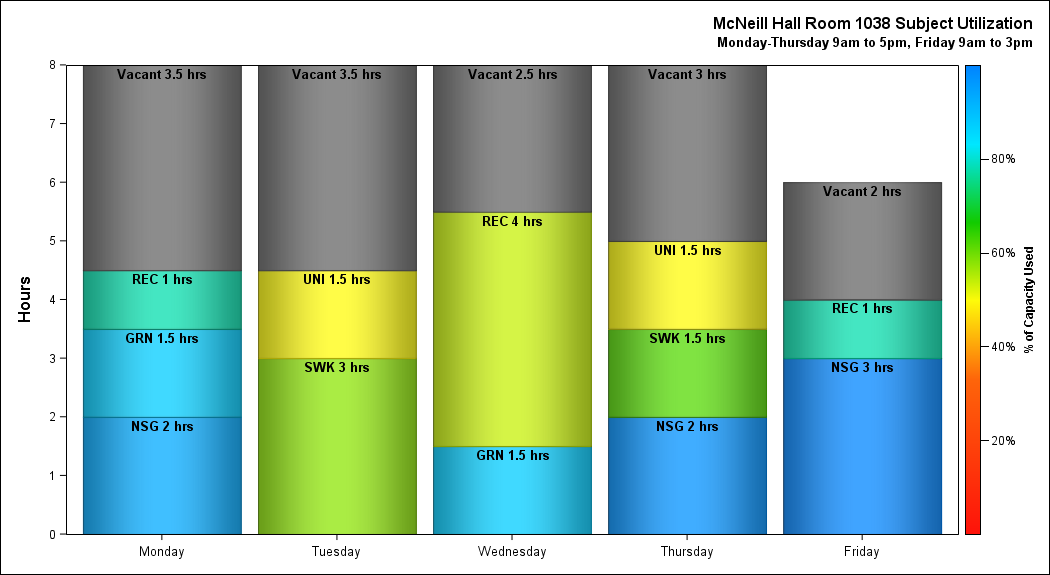 McNeill Hall Room 1038 Subject Utilization
Monday-Thursday 9am to 5pm, Friday 9am to 3pm
Hours
8
7
6
5
4
3
2
1
0
Vacant 3.5 hrs
REC 1 hrs
GRN 1.5 hrs
NSG 2 hrs
Vacant 3.5 hrs
UNI 1.5 hrs
SWK 3 hrs
Vacant 2.5 hrs
REC 4 hrs
GRN 1.5 hrs
Vacant 3 hrs
UNI 1.5 hrs
SWK 1.5 hrs
NSG 2 hrs
Vacant 2 hrs
REC 1 hrs
NSG 3 hrs
Monday
Tuesday
Wednesday
Thursday
Friday
80%
60%
40%
20%
% of Capacity Used